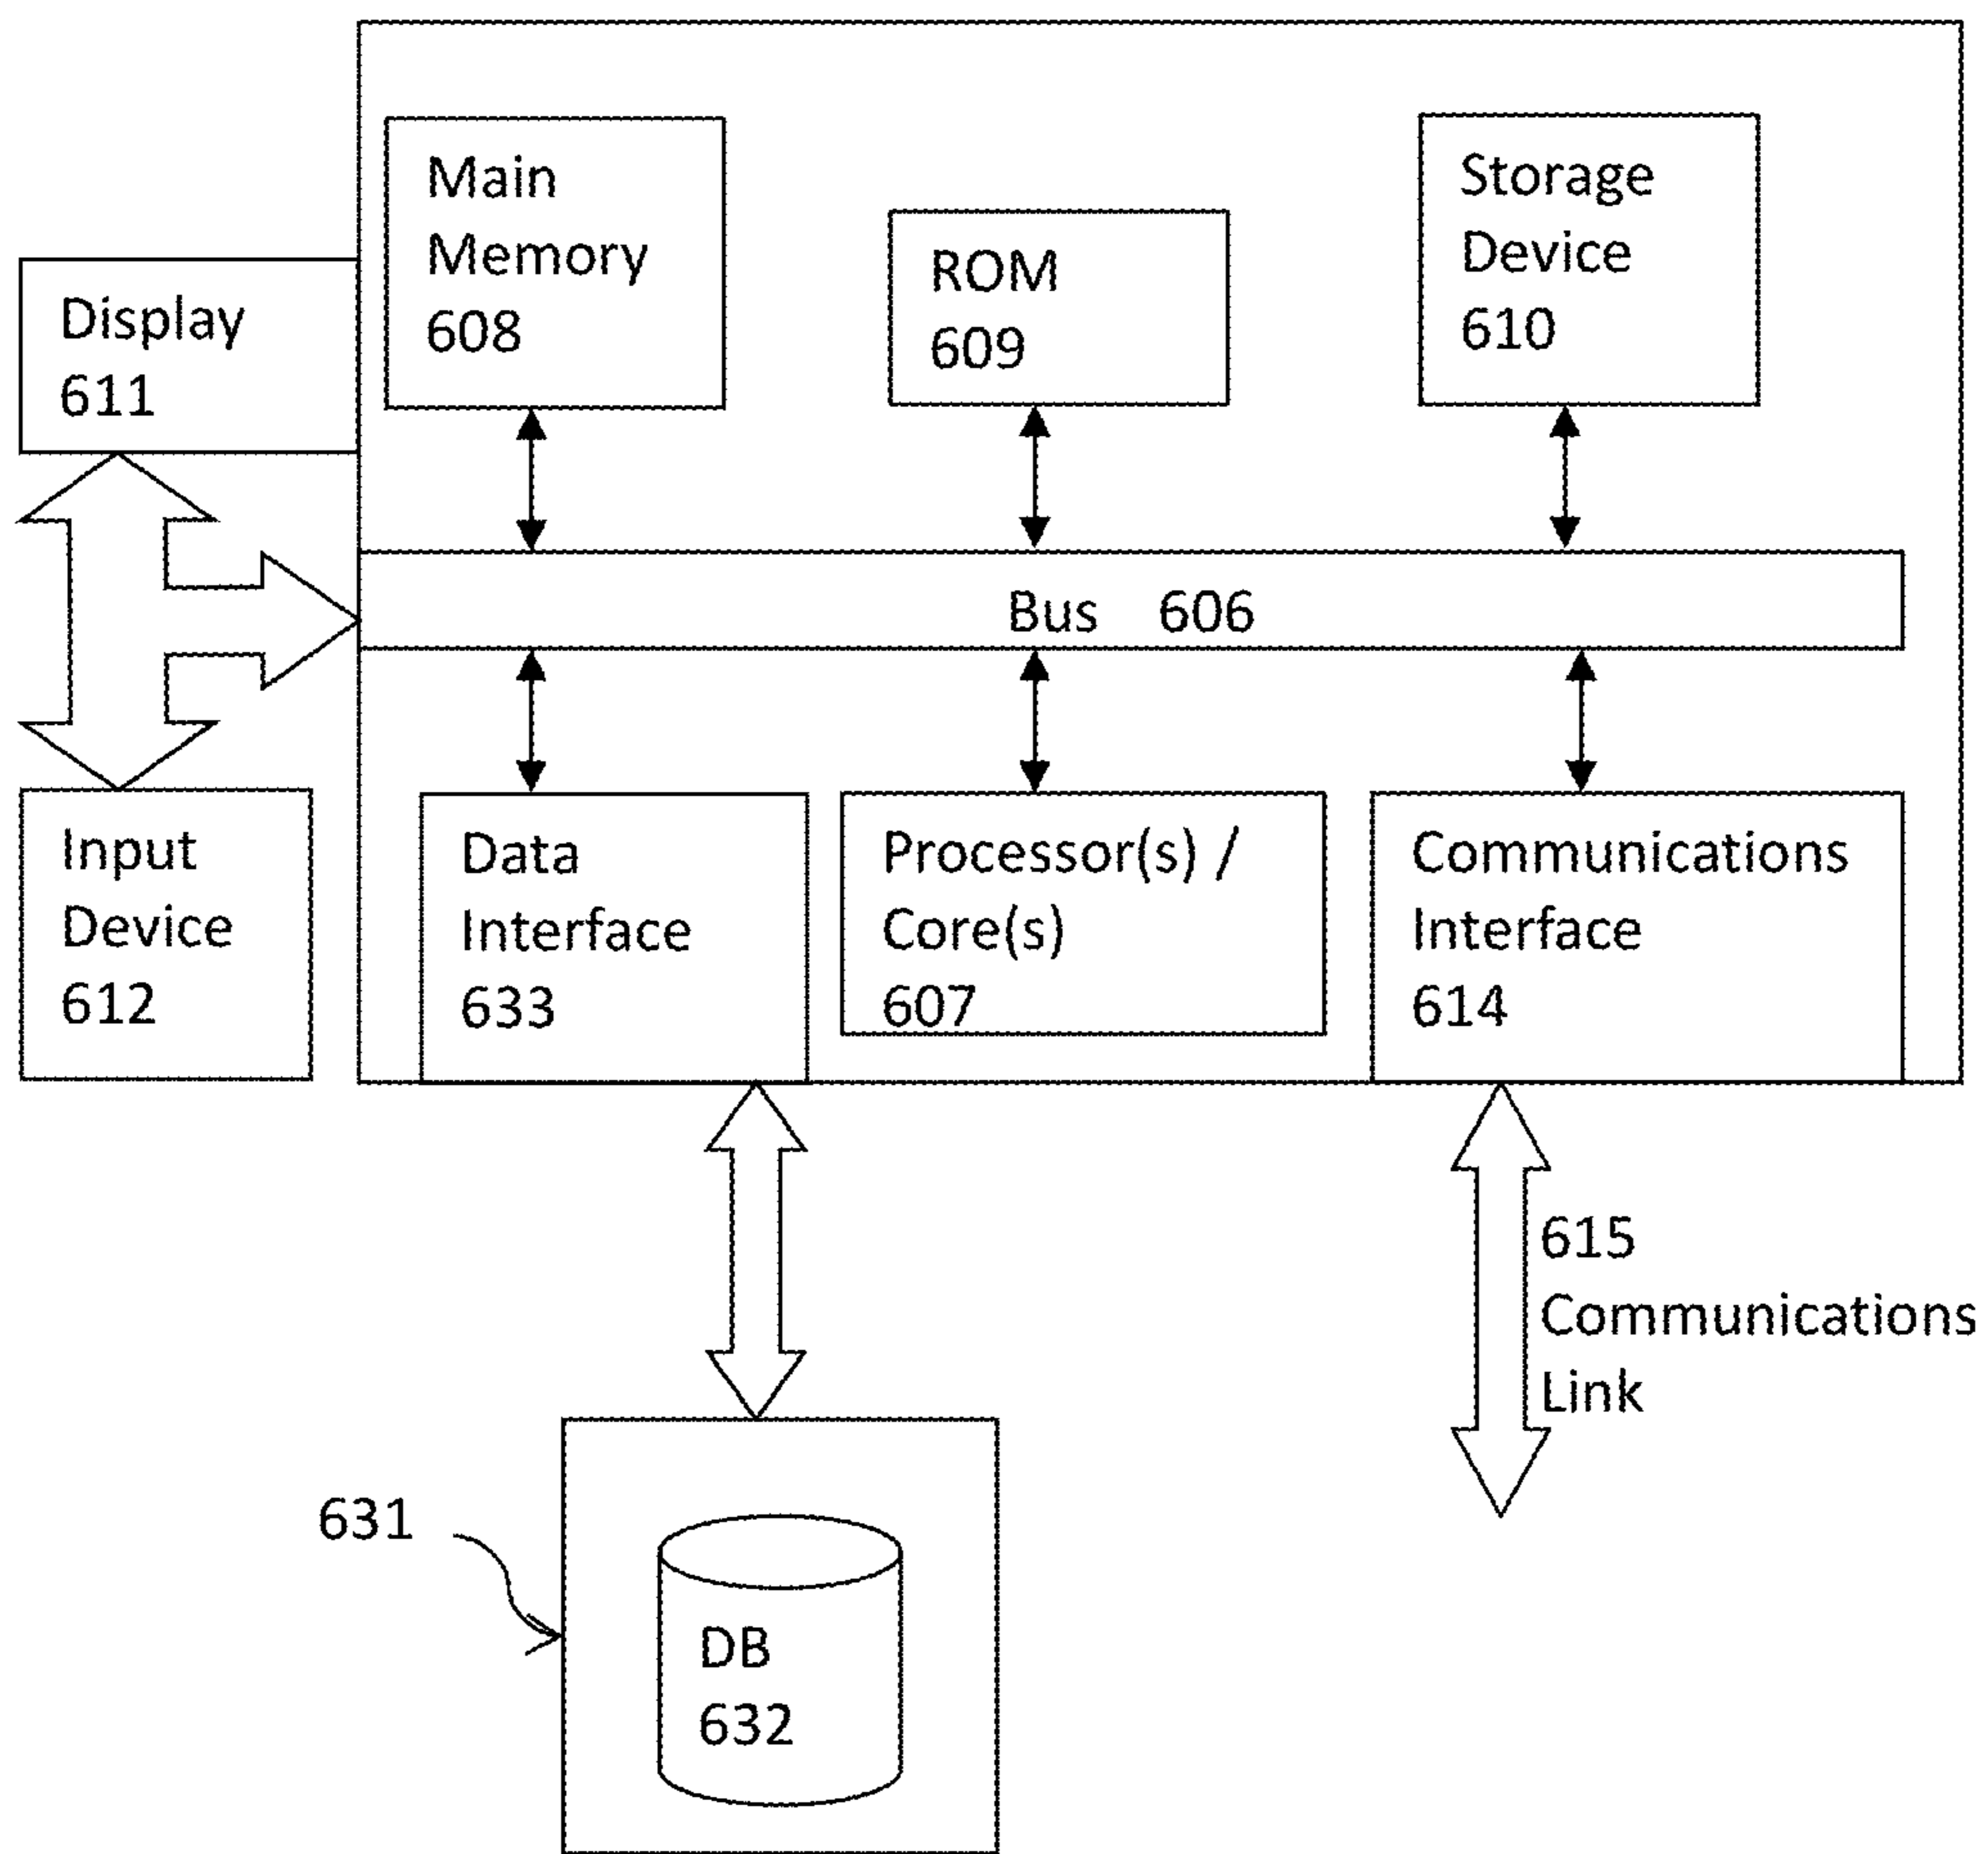 Main
Memory
608
ROM
609
Storage
Device
610
Display
611
Bus 606
Input
Device
612
Data
Interface
633
Processor(s) /
Core(s)
607
Communications
Interface
614
615
Communications
Link
631
DB
632